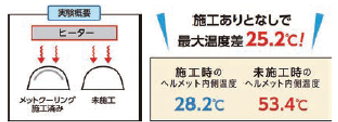 実験概要
ヒーター
メットクーリング
施工済み
未施工
施工ありとなしで
最大温度差25.2℃!
施工時の
ヘルメット内側温度
28.2℃
未施工時の
ヘルメット内側温度
53.4℃